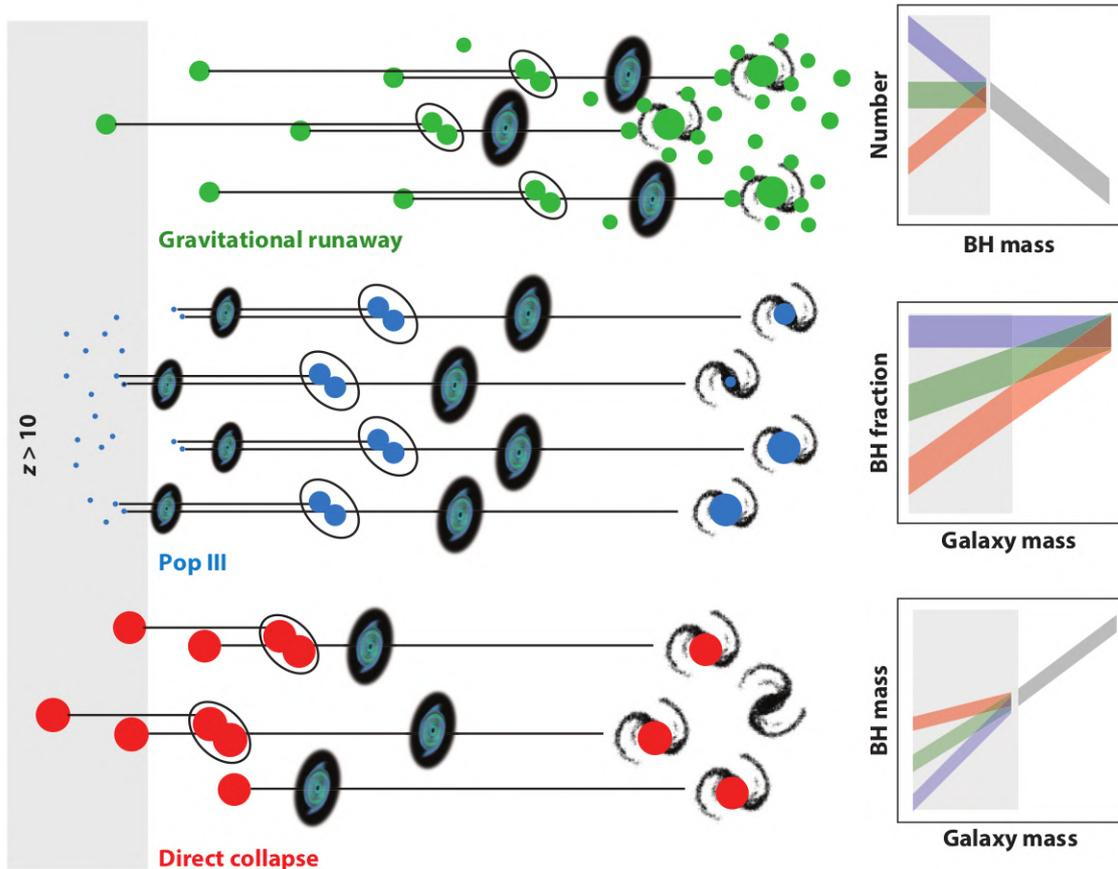 z > 10
Gravitational runaway
Pop III
Direct collapse
Number
BH mass
BH fraction
Galaxy mass
BH mass
Galaxy mass